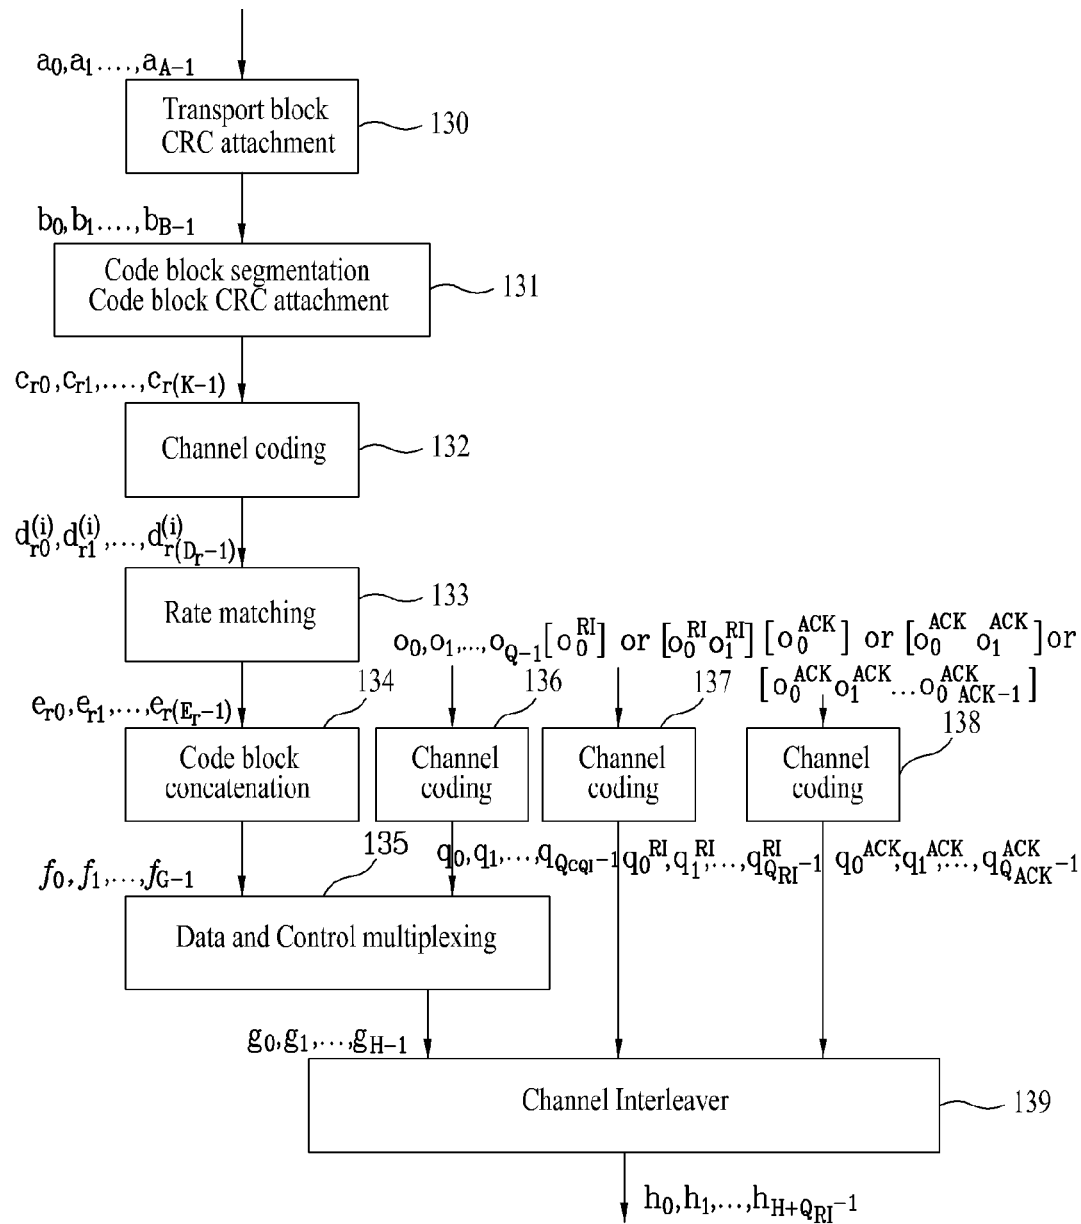 a0,a1....,aA-1
Transport block
CRC attachment
130
b0,b1....,bB-1
Code block segmentation
Code block CRC attachment
131
cr0,cr1,....,cr(K-1)
Channel coding
132
dr0(i),dr1(i),...,dr(Dr-1)(i)
Rate matching
133
o0,o1,...,oQ-1 [o0RI] or [o0RI o1RI] [o0ACK] or [o0ACK o1ACK] or
[o0ACK o1ACK...o0ACK ACK-1]
er0,er1,...,er(Er-1)
134
136
137
138
Code block
concatenation
Channel
coding
Channel
coding
Channel
coding
f0,f1,...,fG-1
135
q0,q1,...,qQCQI-1
q0RI,q1RI,...,qQRI-1RI
q0ACK,q1ACK,...,qQACK-1ACK
Data and Control multiplexing
g0,g1,...,gH-1
Channel Interleaver
139
h0,h1,...,hH+QRI-1